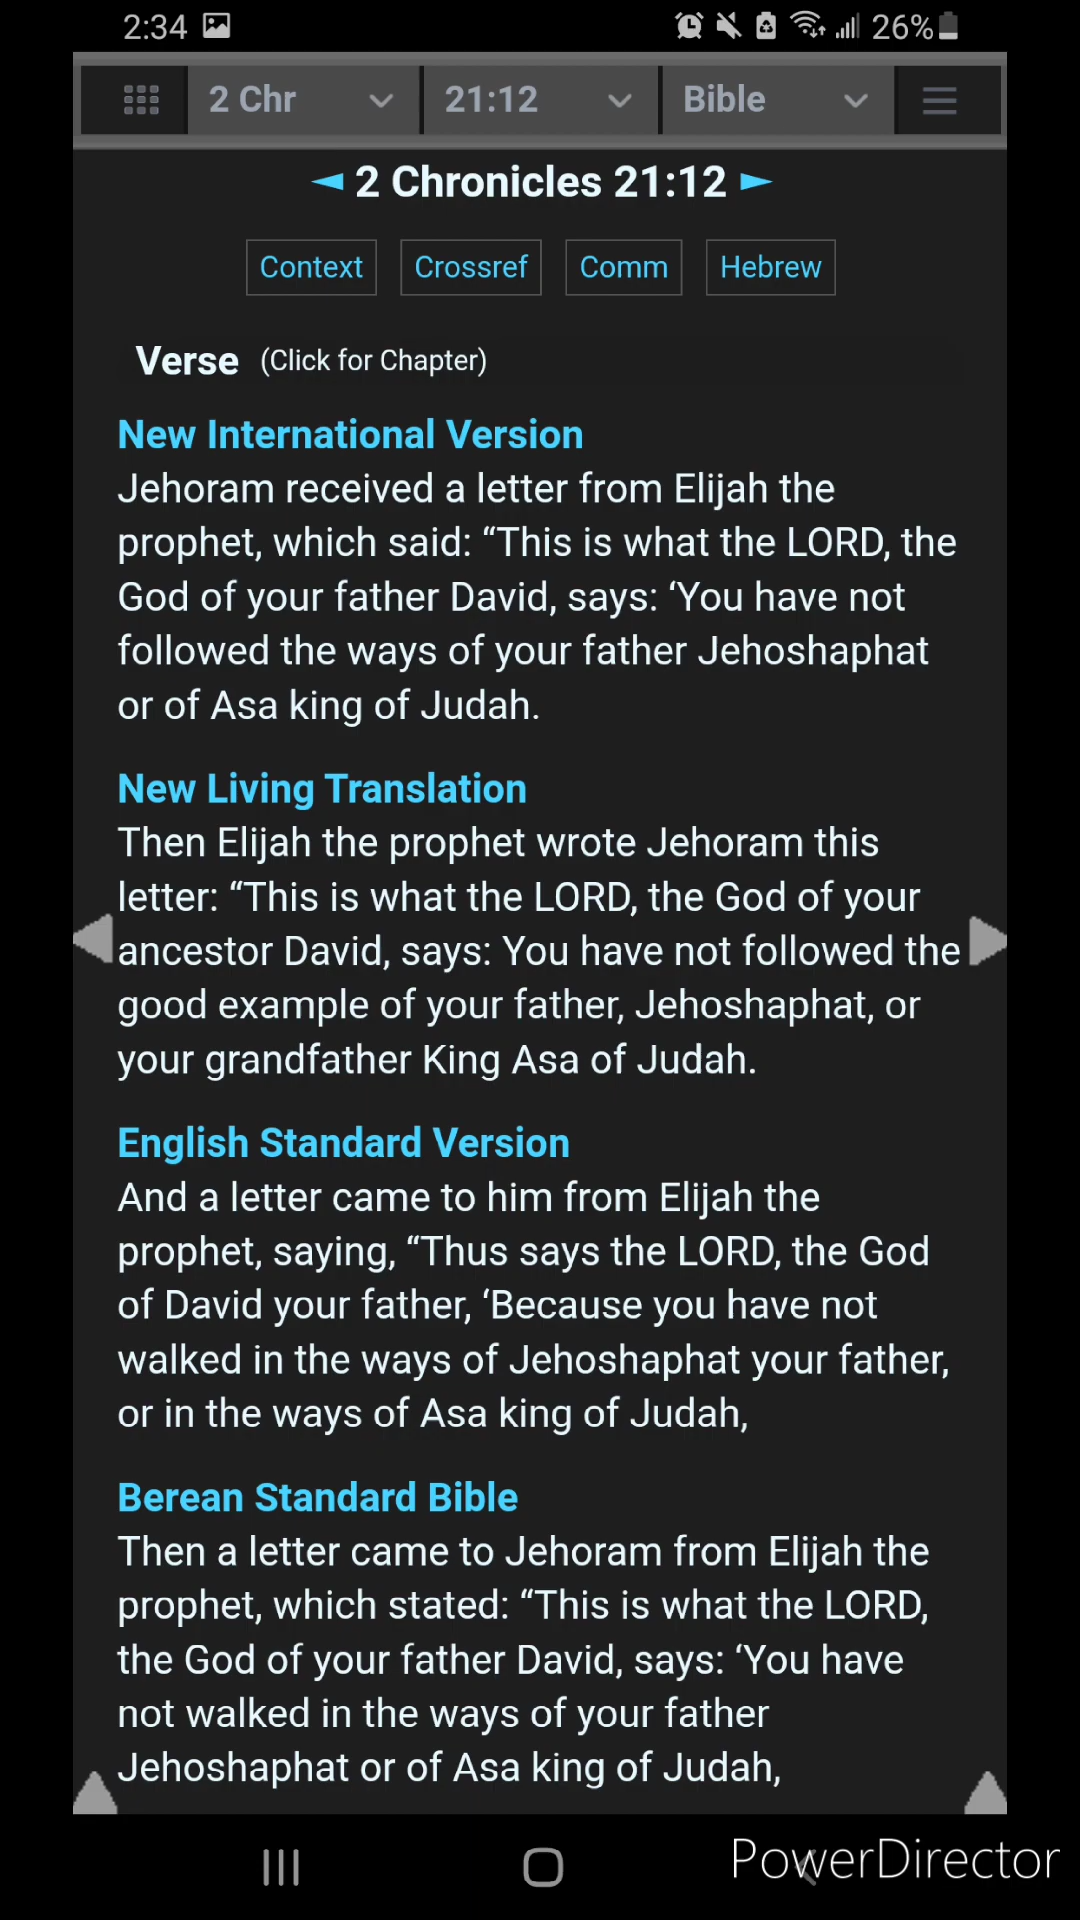 2:34 26%
2 Chr 21:12 Bible
2 Chronicles 21:12
Context Crossref Comm Hebrew
Verse (Click for Chapter)
New International Version
Jehoram received a letter from Elijah the
prophet, which said: “This is what the LORD, the
God of your father David, says: ‘You have not
followed the ways of your father Jehoshaphat
or of Asa king of Judah.
New Living Translation
Then Elijah the prophet wrote Jehoram this
letter: “This is what the LORD, the God of your
ancestor David, says: You have not followed the
good example of your father, Jehoshaphat, or
your grandfather King Asa of Judah.
English Standard Version
And a letter came to him from Elijah the
prophet, saying, “Thus says the LORD, the God
of David your father, ‘Because you have not
walked in the ways of Jehoshaphat your father,
or in the ways of Asa king of Judah,
Berean Standard Bible
Then a letter came to Jehoram from Elijah the
prophet, which stated: “This is what the LORD,
the God of your father David, says: ‘You have
not walked in the ways of your father
Jehoshaphat or of Asa king of Judah,
PowerDirector